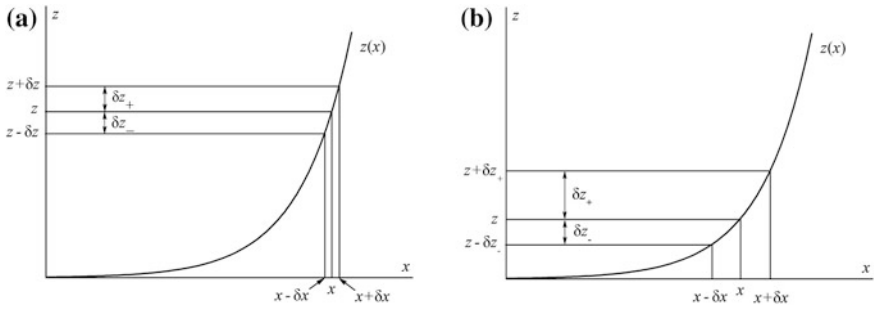 (a)
z
z(x)
z+δz
δz₊
z
δz₋
z-δz
x
x-δx
x
x+δx
(b)
z
z(x)
z+δz₊
δz₊
z
δz₋
z-δz₋
x
x-δx
x
x+δx